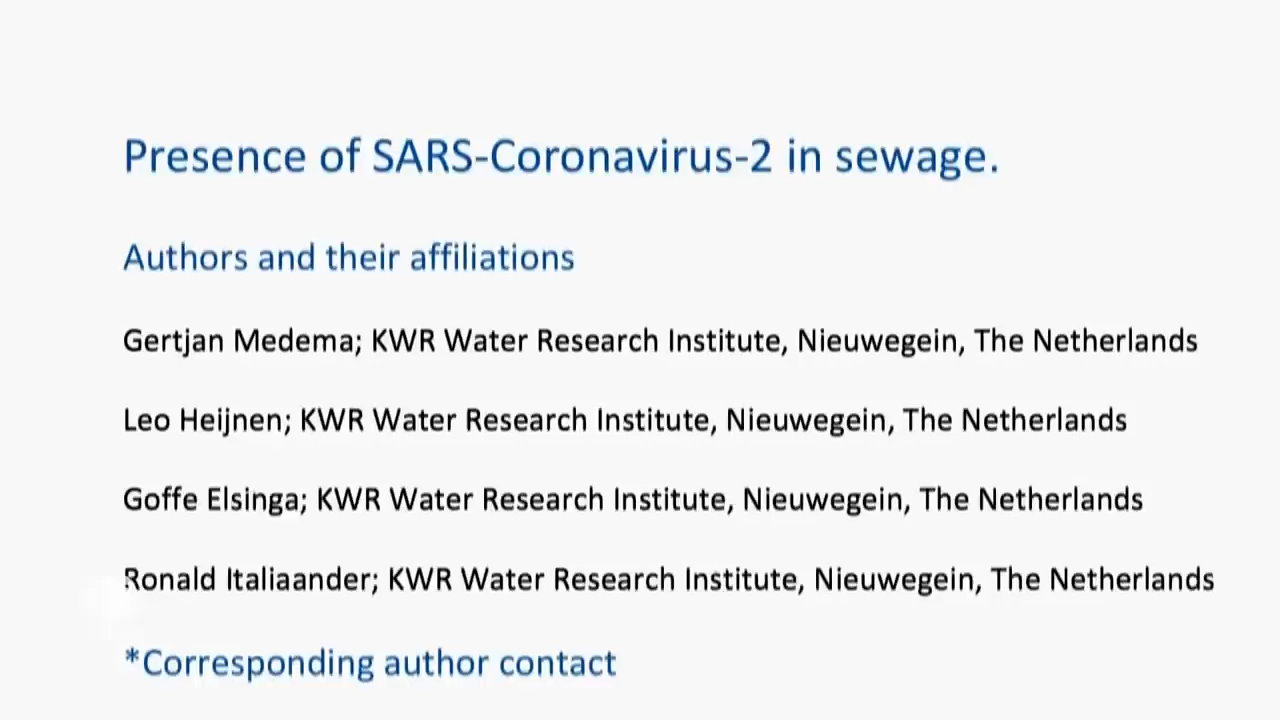 Presence of SARS-Coronavirus-2 in sewage.
Authors and their affiliations
Gertjan Medema; KWR Water Research Institute, Nieuwegein, The Netherlands
Leo Heijnen; KWR Water Research Institute, Nieuwegein, The Netherlands
Goffe Elsinga; KWR Water Research Institute, Nieuwegein, The Netherlands
Ronald Italiaander; KWR Water Research Institute, Nieuwegein, The Netherlands
*Corresponding author contact